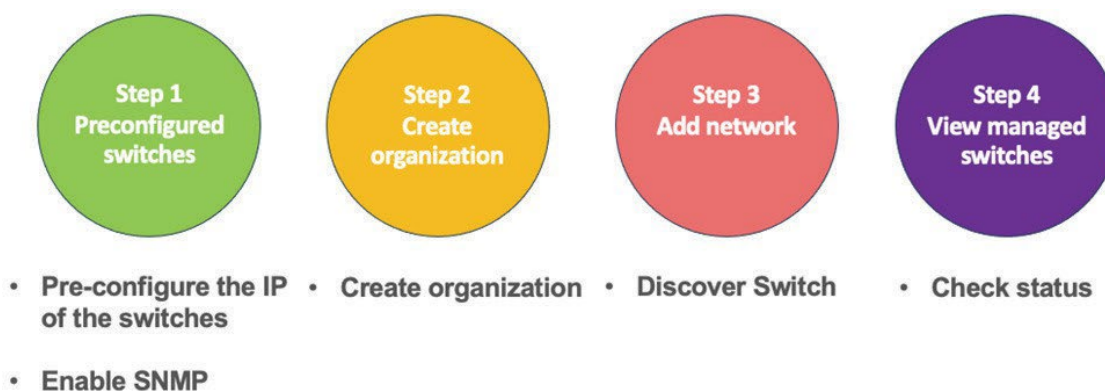 Step 1
Preconfigured
switches
Step 2
Create
organization
Step 3
Add network
Step 4
View managed
switches
• Pre-configure the IP
of the switches
• Enable SNMP
• Create organization
• Discover Switch
• Check status